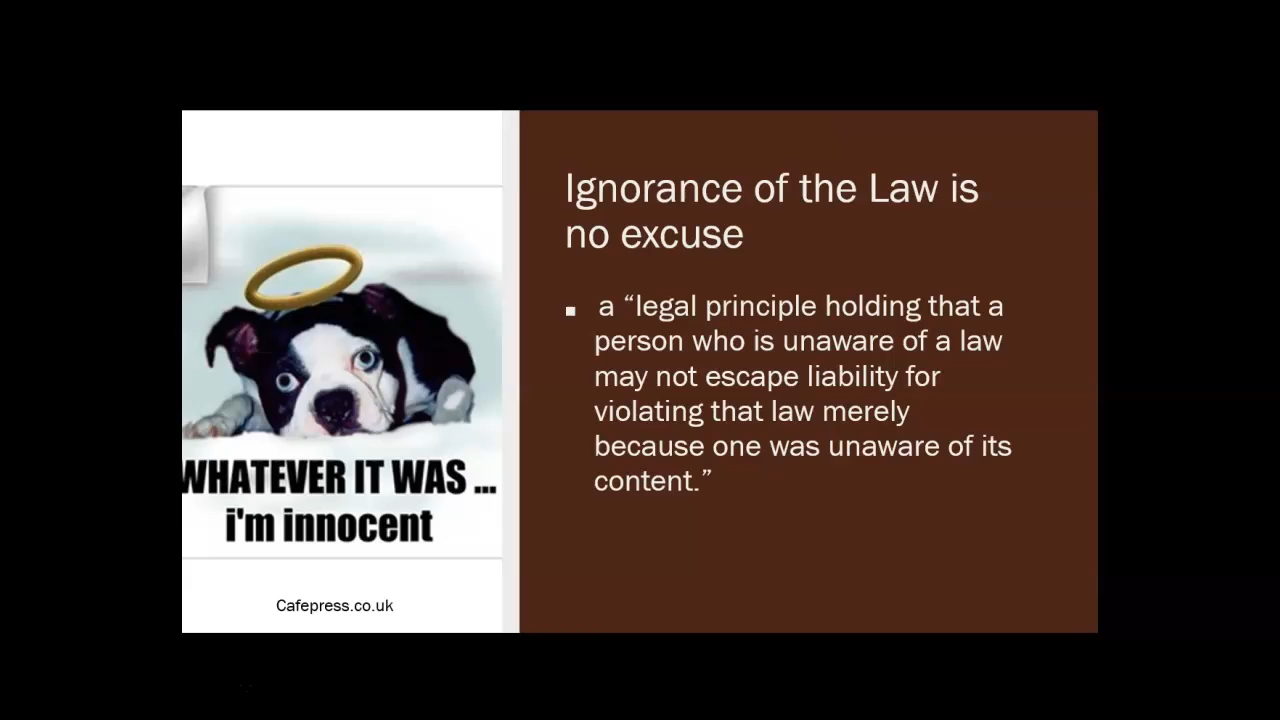 Ignorance of the Law is
no excuse
▪ a “legal principle holding that a
person who is unaware of a law
may not escape liability for
violating that law merely
because one was unaware of its
content.”
WHATEVER IT WAS ...
i'm innocent
Cafepress.co.uk